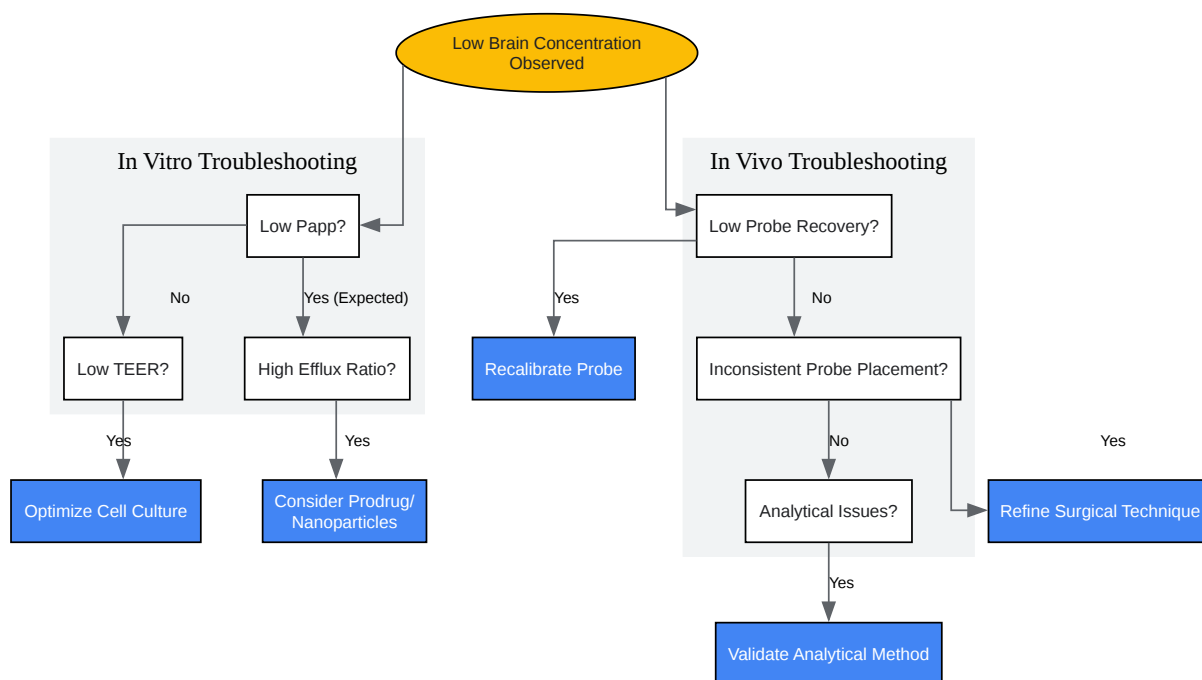 Low Brain Concentration
Observed
In Vitro Troubleshooting
In Vivo Troubleshooting
Low Papp?
Low Probe Recovery?
No
Yes (Expected)
Yes
No
Low TEER?
High Efflux Ratio?
Recalibrate Probe
Inconsistent Probe Placement?
Yes
Yes
No
Yes
Optimize Cell Culture
Consider Prodrug/
Nanoparticles
Analytical Issues?
Refine Surgical Technique
Yes
Validate Analytical Method